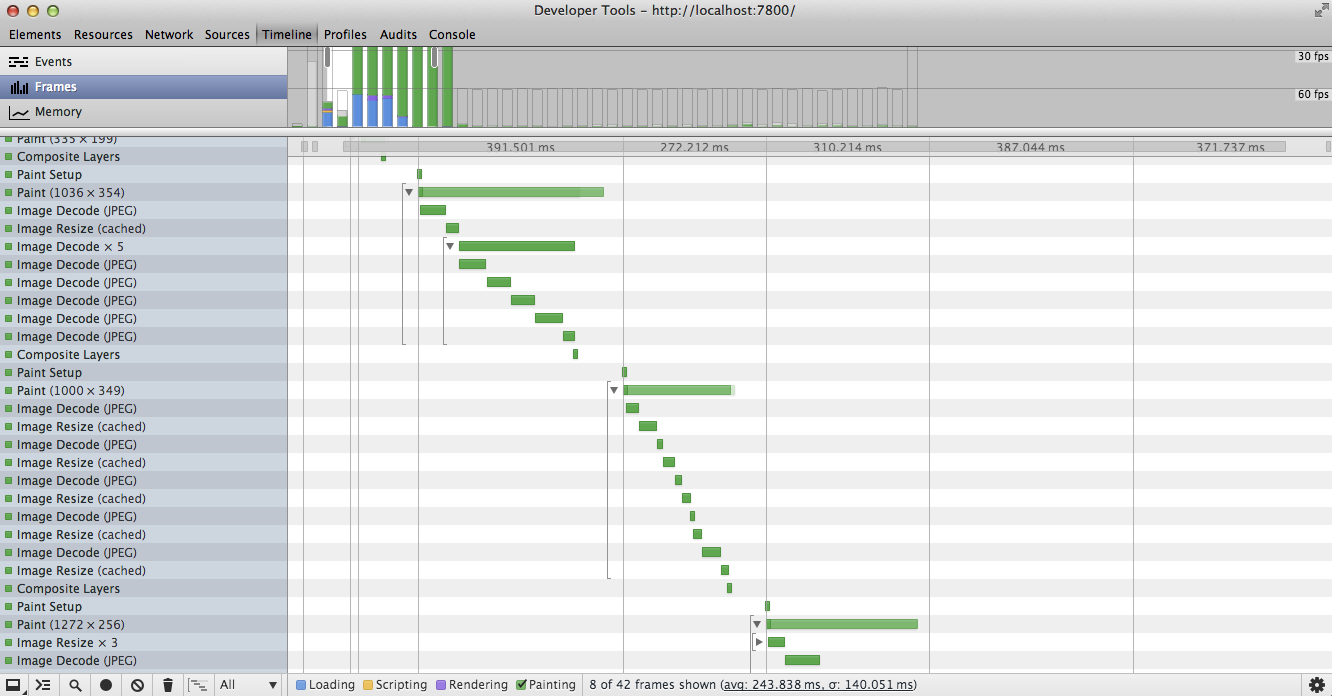 Developer Tools - http://localhost:7800/
Elements Resources Network Sources Timeline Profiles Audits Console
Events
Frames
Memory
30 fps
60 fps
391.501 ms 272.212 ms 310.214 ms 387.044 ms 371.737 ms
Paint (335 × 199)
Composite Layers
Paint Setup
Paint (1036 × 354)
Image Decode (JPEG)
Image Resize (cached)
Image Decode × 5
Image Decode (JPEG)
Image Decode (JPEG)
Image Decode (JPEG)
Image Decode (JPEG)
Image Decode (JPEG)
Composite Layers
Paint Setup
Paint (1000 × 349)
Image Decode (JPEG)
Image Resize (cached)
Image Decode (JPEG)
Image Resize (cached)
Image Decode (JPEG)
Image Resize (cached)
Image Decode (JPEG)
Image Resize (cached)
Image Decode (JPEG)
Image Resize (cached)
Composite Layers
Paint Setup
Paint (1272 × 256)
Image Resize × 3
Image Decode (JPEG)
All Loading Scripting Rendering Painting 8 of 42 frames shown (avg: 243.838 ms, σ: 140.051 ms)